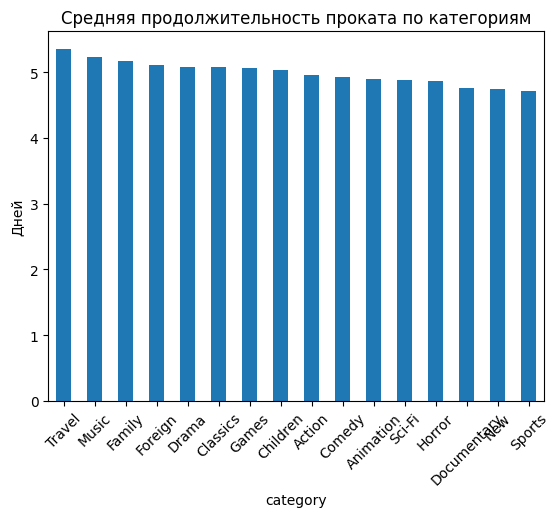 Средняя продолжительность проката по категориям
Дней
5
4
3
2
1
0
Travel
Music
Family
Foreign
Drama
Classics
Games
Children
Action
Comedy
Animation
Sci-Fi
Horror
Documentary
New
Sports
category